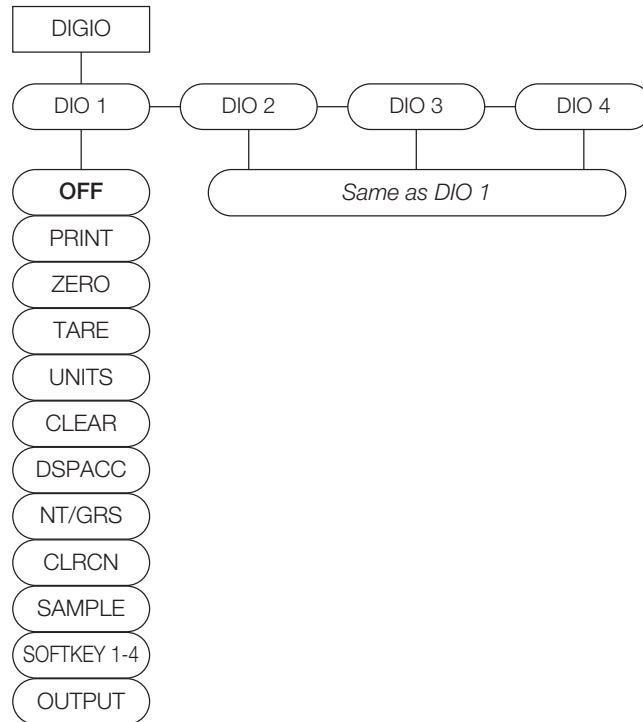 DIGIO
DIO 1 DIO 2 DIO 3 DIO 4
OFF Same as DIO 1
PRINT
ZERO
TARE
UNITS
CLEAR
DSPACC
NT/GRS
CLRCN
SAMPLE
SOFTKEY 1-4
OUTPUT